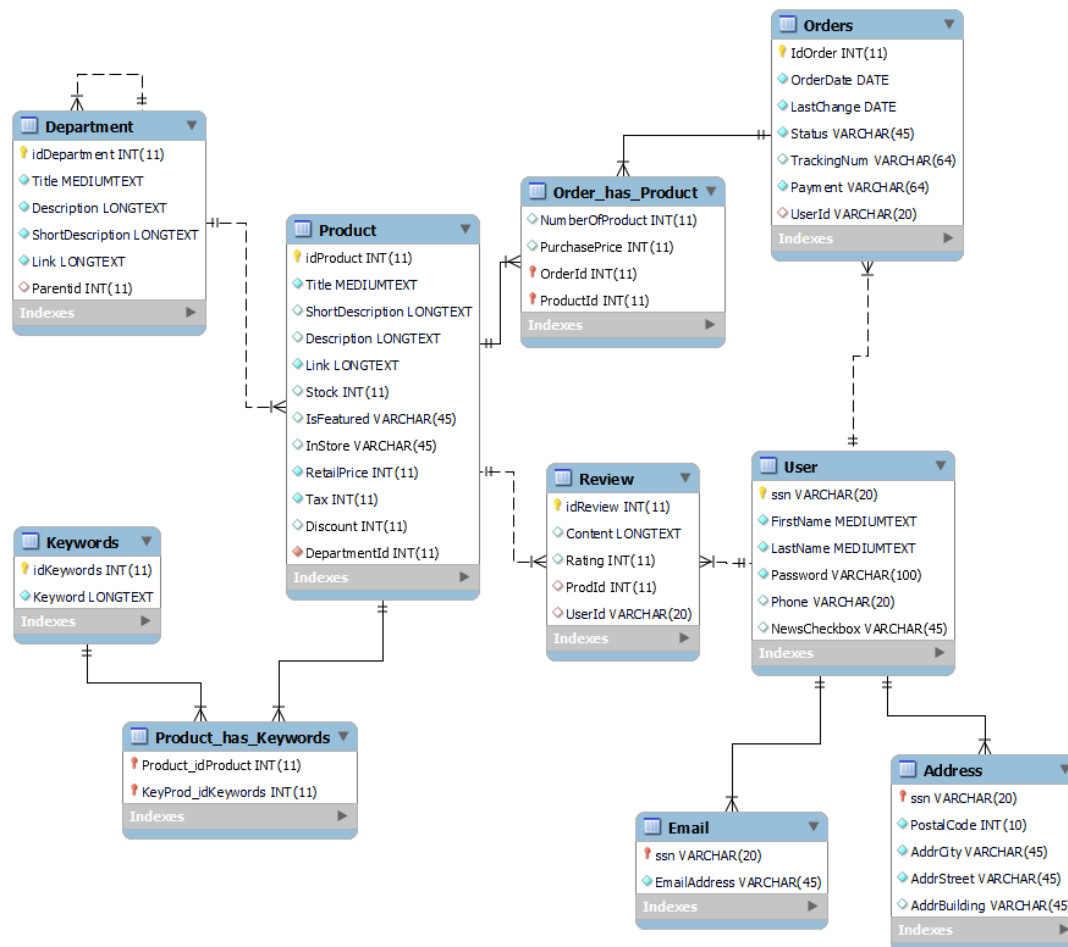 Orders
IdOrder INT(11)
OrderDate DATE
LastChange DATE
Status VARCHAR(45)
TrackingNum VARCHAR(64)
Payment VARCHAR(64)
UserId VARCHAR(20)
Indexes
Department
idDepartment INT(11)
Title MEDIUMTEXT
Description LONGTEXT
ShortDescription LONGTEXT
Link LONGTEXT
Parentid INT(11)
Indexes
Order_has_Product
NumberOfProduct INT(11)
PurchasePrice INT(11)
OrderId INT(11)
ProductId INT(11)
Indexes
Product
idProduct INT(11)
Title MEDIUMTEXT
ShortDescription LONGTEXT
Description LONGTEXT
Link LONGTEXT
Stock INT(11)
IsFeatured VARCHAR(45)
InStore VARCHAR(45)
RetailPrice INT(11)
Tax INT(11)
Discount INT(11)
DepartmentId INT(11)
Indexes
Review
idReview INT(11)
Content LONGTEXT
Rating INT(11)
ProdId INT(11)
UserId VARCHAR(20)
Indexes
User
ssn VARCHAR(20)
FirstName MEDIUMTEXT
LastName MEDIUMTEXT
Password VARCHAR(100)
Phone VARCHAR(20)
NewsCheckbox VARCHAR(45)
Indexes
Keywords
idKeywords INT(11)
Keyword LONGTEXT
Indexes
Product_has_Keywords
Product_idProduct INT(11)
KeyProd_idKeywords INT(11)
Indexes
Email
ssn VARCHAR(20)
EmailAddress VARCHAR(45)
Indexes
Address
ssn VARCHAR(20)
PostalCode INT(10)
AddrCity VARCHAR(45)
AddrStreet VARCHAR(45)
AddrBuilding VARCHAR(45)
Indexes